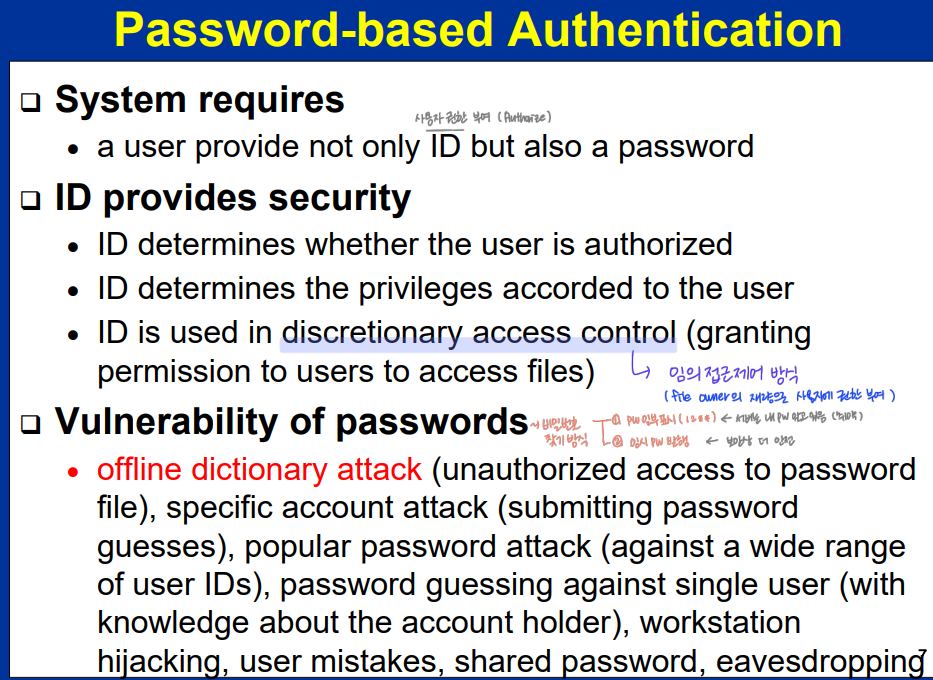 Password-based Authentication
❑ System requires
사용자 권한 부여 (Authorize)
• a user provide not only ID but also a password
❑ ID provides security
• ID determines whether the user is authorized
• ID determines the privileges accorded to the user
• ID is used in discretionary access control (granting
permission to users to access files)
↳ 임의접근제어 방식
(file owner의 재량으로 사용자에 권한 부여)
❑ Vulnerability of passwords
~ 비밀번호 찾기 방식
① PW 일부표시 (12**) ← 서버는 내 PW 알고있음 (취약)
② 임시 PW 발행 ← 보안상 더 안전
• offline dictionary attack (unauthorized access to password
file), specific account attack (submitting password
guesses), popular password attack (against a wide range
of user IDs), password guessing against single user (with
knowledge about the account holder), workstation
hijacking, user mistakes, shared password, eavesdropping
7